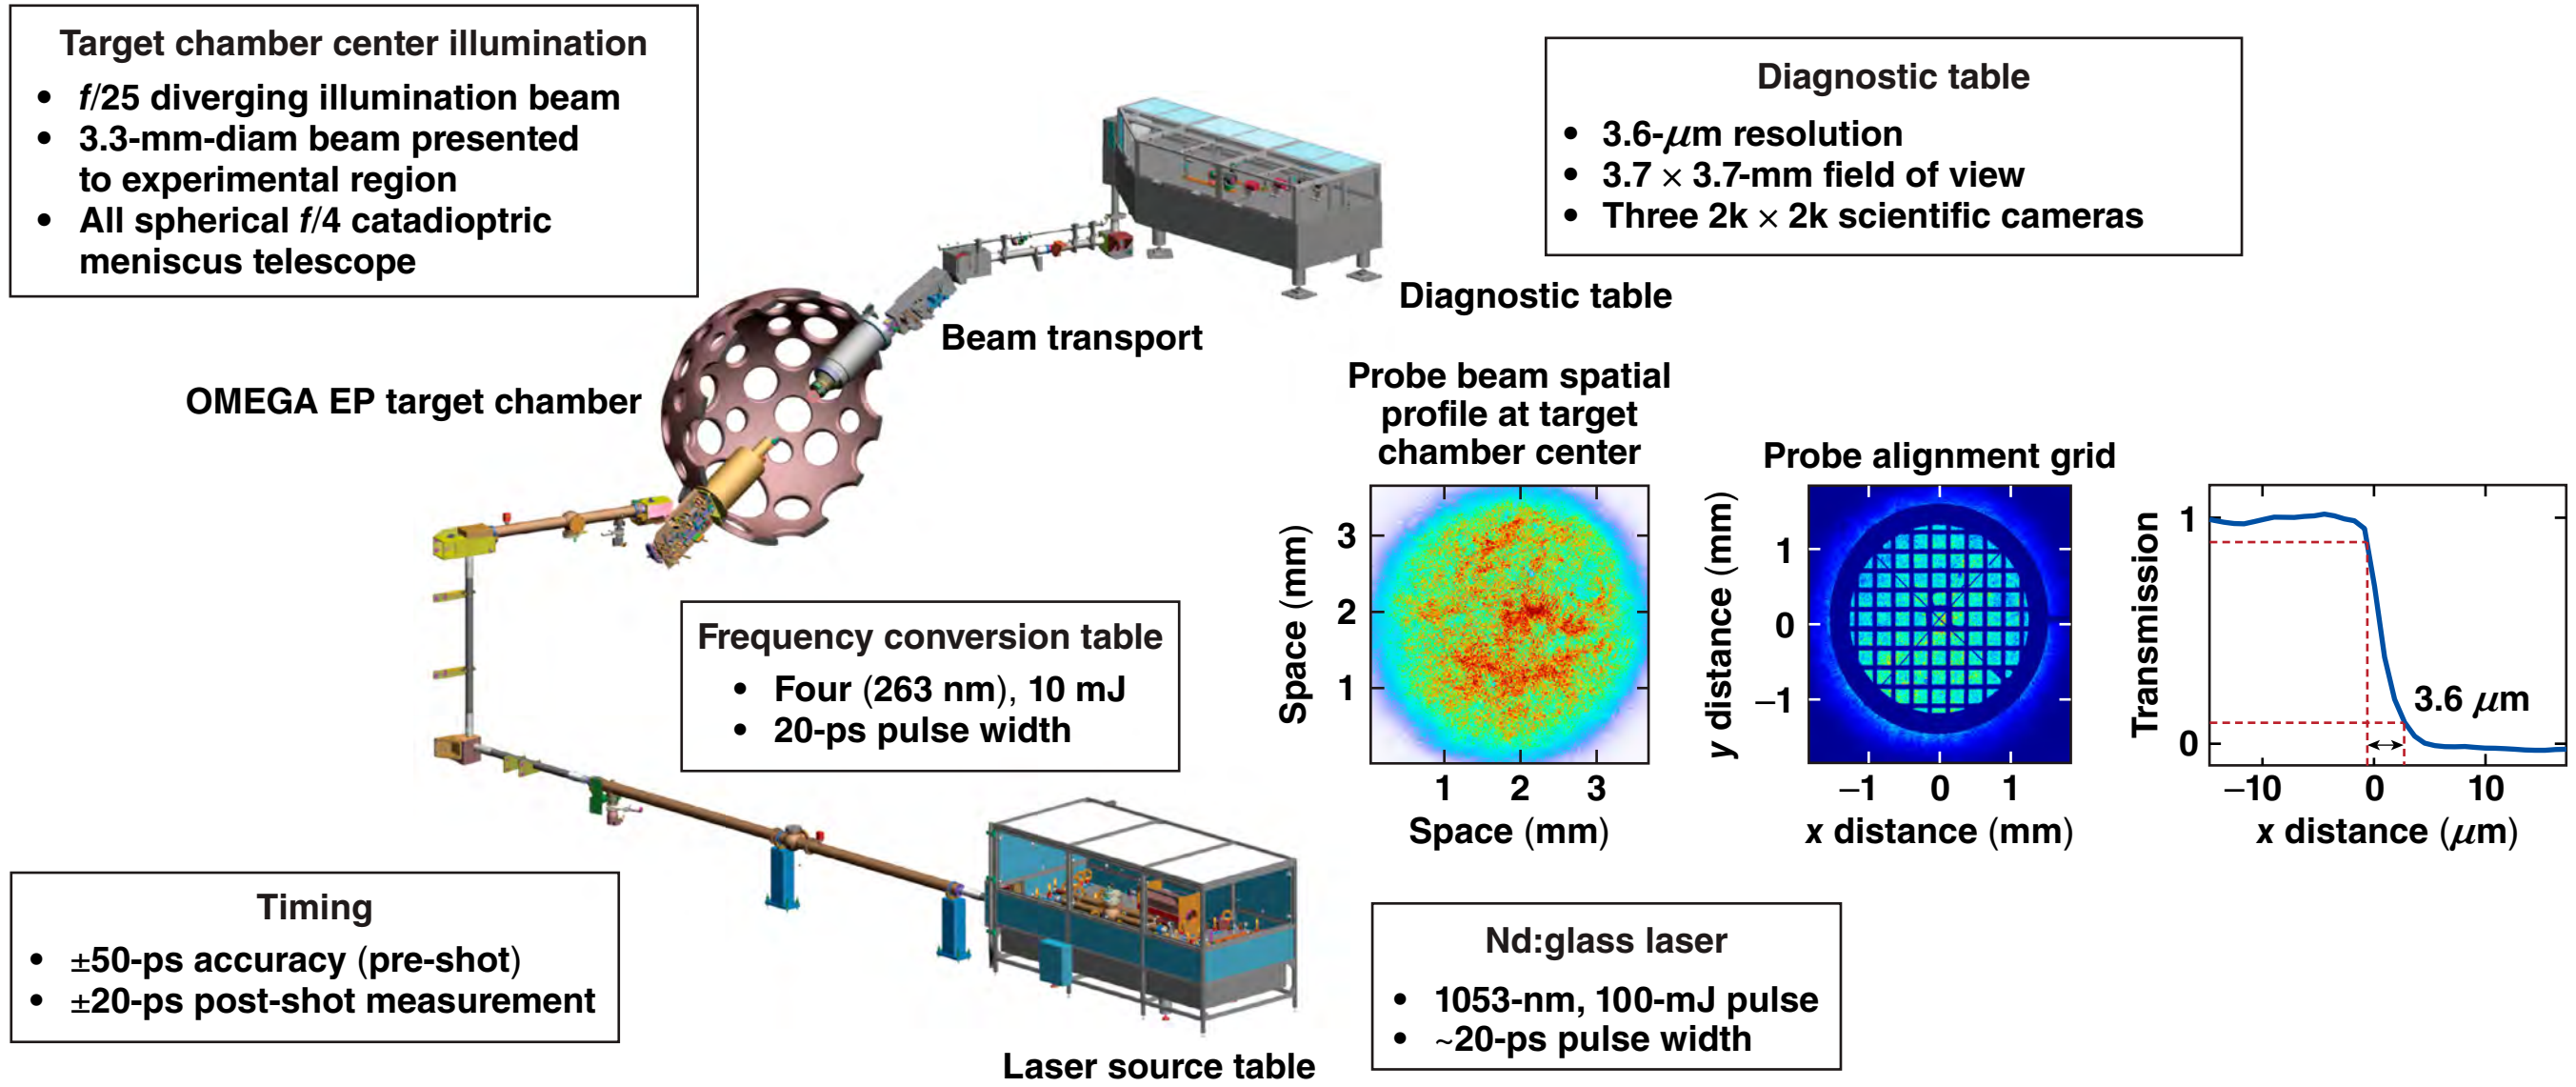 Target chamber center illumination
• f/25 diverging illumination beam
• 3.3-mm-diam beam presented
to experimental region
• All spherical f/4 catadioptric
meniscus telescope
Diagnostic table
• 3.6-μm resolution
• 3.7 × 3.7-mm field of view
• Three 2k × 2k scientific cameras
Diagnostic table
Beam transport
OMEGA EP target chamber
Probe beam spatial
profile at target
chamber center
Space (mm)
3
2
1
1 2 3
Space (mm)
Probe alignment grid
y distance (mm)
1
0
–1
–1 0 1
x distance (mm)
Transmission
1
0
3.6 μm
–10 0 10
x distance (μm)
Frequency conversion table
• Four (263 nm), 10 mJ
• 20-ps pulse width
Timing
• ±50-ps accuracy (pre-shot)
• ±20-ps post-shot measurement
Laser source table
Nd:glass laser
• 1053-nm, 100-mJ pulse
• ~20-ps pulse width